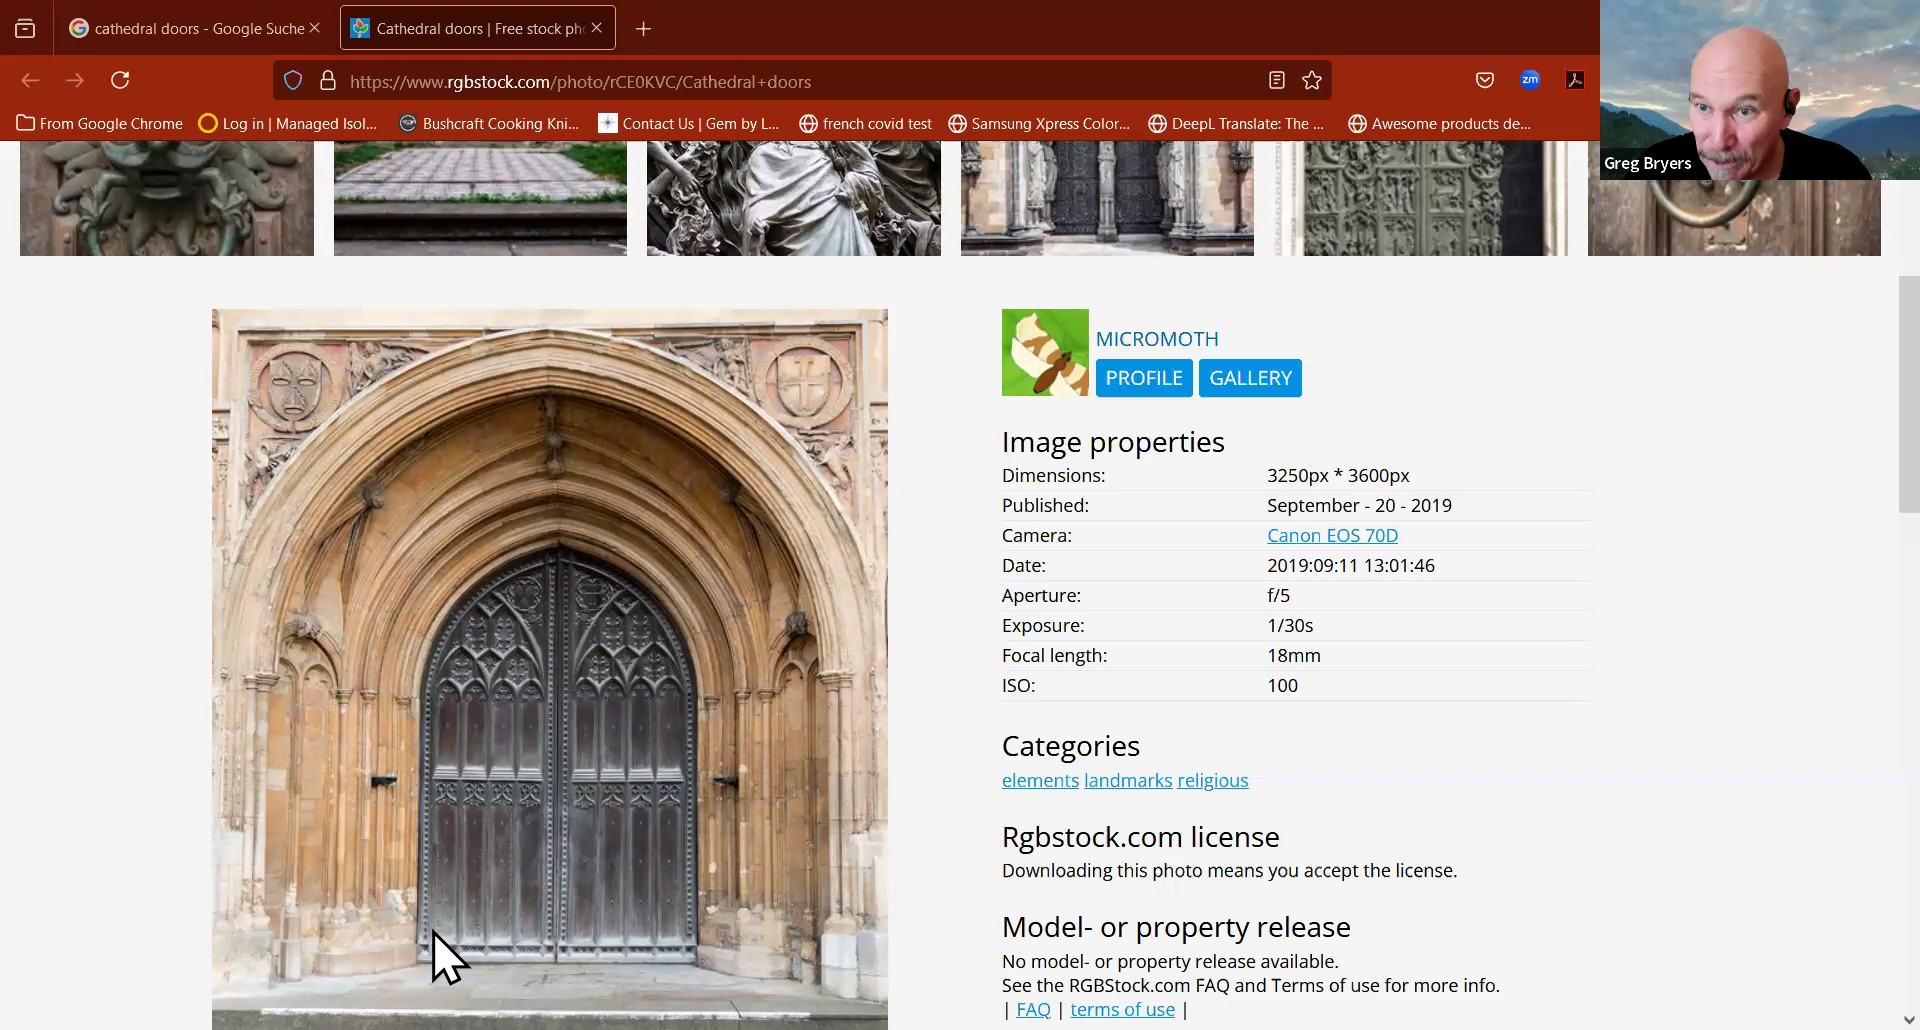 cathedral doors - Google Suche
Cathedral doors | Free stock pho
https://www.rgbstock.com/photo/rCE0KVC/Cathedral+doors
zm
From Google Chrome
Log in | Managed Isol...
Bushcraft Cooking Kni...
Contact Us | Gem by L...
french covid test
Samsung Xpress Color...
DeepL Translate: The ...
Awesome products de...
Greg Bryers
MICROMOTH
PROFILE GALLERY
Image properties
Dimensions: 3250px * 3600px
Published: September - 20 - 2019
Camera: Canon EOS 70D
Date: 2019:09:11 13:01:46
Aperture: f/5
Exposure: 1/30s
Focal length: 18mm
ISO: 100
Categories
elements landmarks religious
Rgbstock.com license
Downloading this photo means you accept the license.
Model- or property release
No model- or property release available.
See the RGBStock.com FAQ and Terms of use for more info.
| FAQ | terms of use |